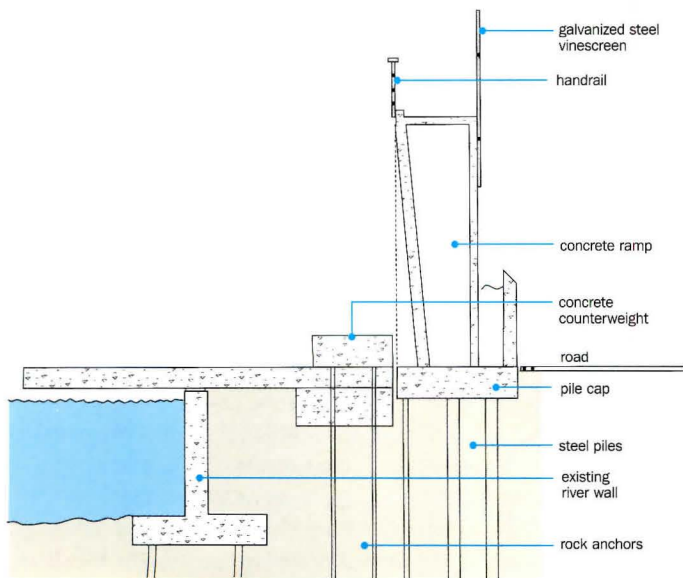 galvanized steel
vinescreen
handrail
concrete ramp
concrete
counterweight
road
pile cap
steel piles
existing
river wall
rock anchors